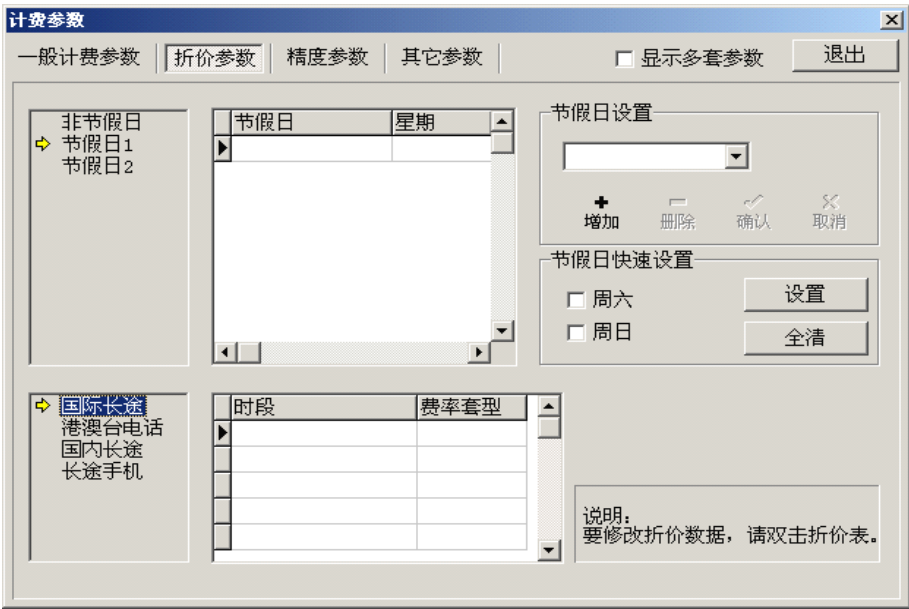 计费参数
一般计费参数 折价参数 精度参数 其它参数 显示多套参数 退出
非节假日
节假日1
节假日2
节假日 星期
节假日设置
增加 删除 确认 取消
节假日快速设置
周六 设置
周日 全清
国际长途
港澳台电话
国内长途
长途手机
时段 费率套型
说明:
要修改折价数据，请双击折价表。